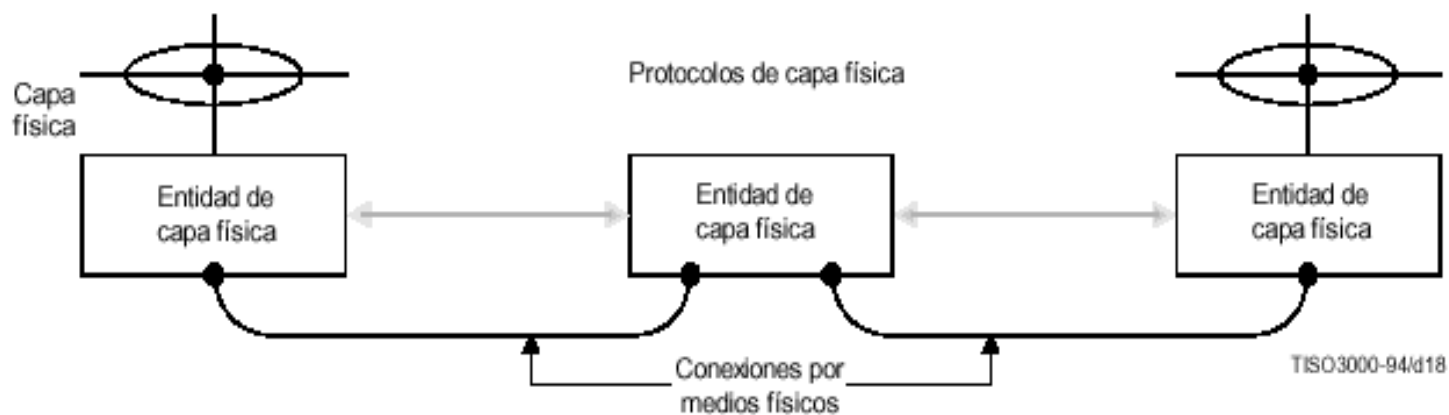 Protocolos de capa física
Capa
física
Entidad de
capa física
Entidad de
capa física
Entidad de
capa física
Conexiones por
medios físicos
TISO3000-94/d18